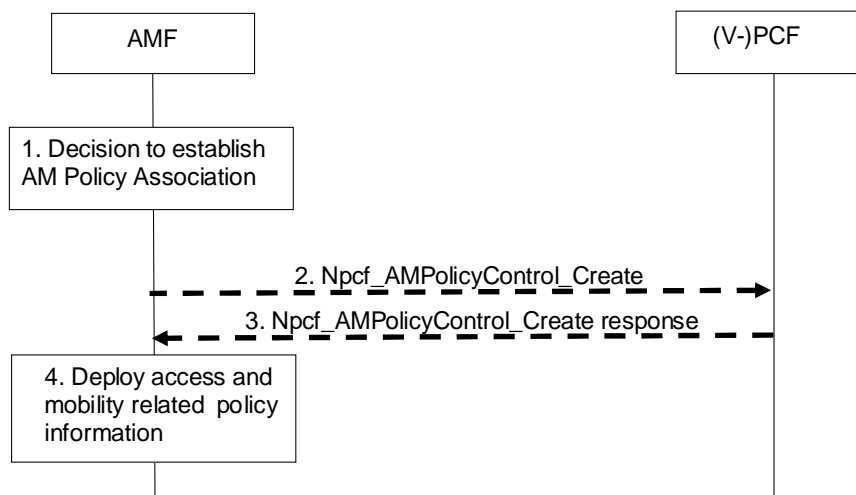 AMF
(V-)PCF
1. Decision to establish
AM Policy Association
2. Npcf_AMPolicyControl_Create
3. Npcf_AMPolicyControl_Create response
4. Deploy access and
mobility related policy
information